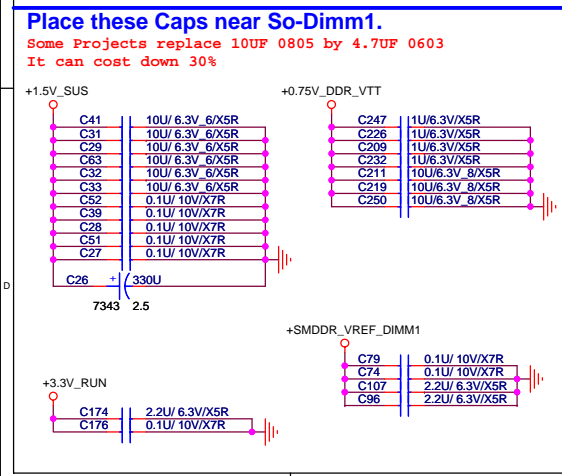 Place these Caps near So-Dimm1.
Some Projects replace 10UF 0805 by 4.7UF 0603
It can cost down 30%
+1.5V_SUS
C41 10U/ 6.3V_6/X5R
C31 10U/ 6.3V_6/X5R
C29 10U/ 6.3V_6/X5R
C63 10U/ 6.3V_6/X5R
C32 10U/ 6.3V_6/X5R
C33 10U/ 6.3V_6/X5R
C52 0.1U/ 10V/X7R
C39 0.1U/ 10V/X7R
C28 0.1U/ 10V/X7R
C51 0.1U/ 10V/X7R
C27 0.1U/ 10V/X7R
C26 + 330U
7343 2.5
+0.75V_DDR_VTT
C247 1U/6.3V/X5R
C226 1U/6.3V/X5R
C209 1U/6.3V/X5R
C232 1U/6.3V/X5R
C211 10U/6.3V_8/X5R
C219 10U/6.3V_8/X5R
C250 10U/6.3V_8/X5R
D
+SMDDR_VREF_DIMM1
C79 0.1U/ 10V/X7R
C74 0.1U/ 10V/X7R
C107 2.2U/ 6.3V/X5R
C96 2.2U/ 6.3V/X5R
+3.3V_RUN
C174 2.2U/ 6.3V/X5R
C176 0.1U/ 10V/X7R